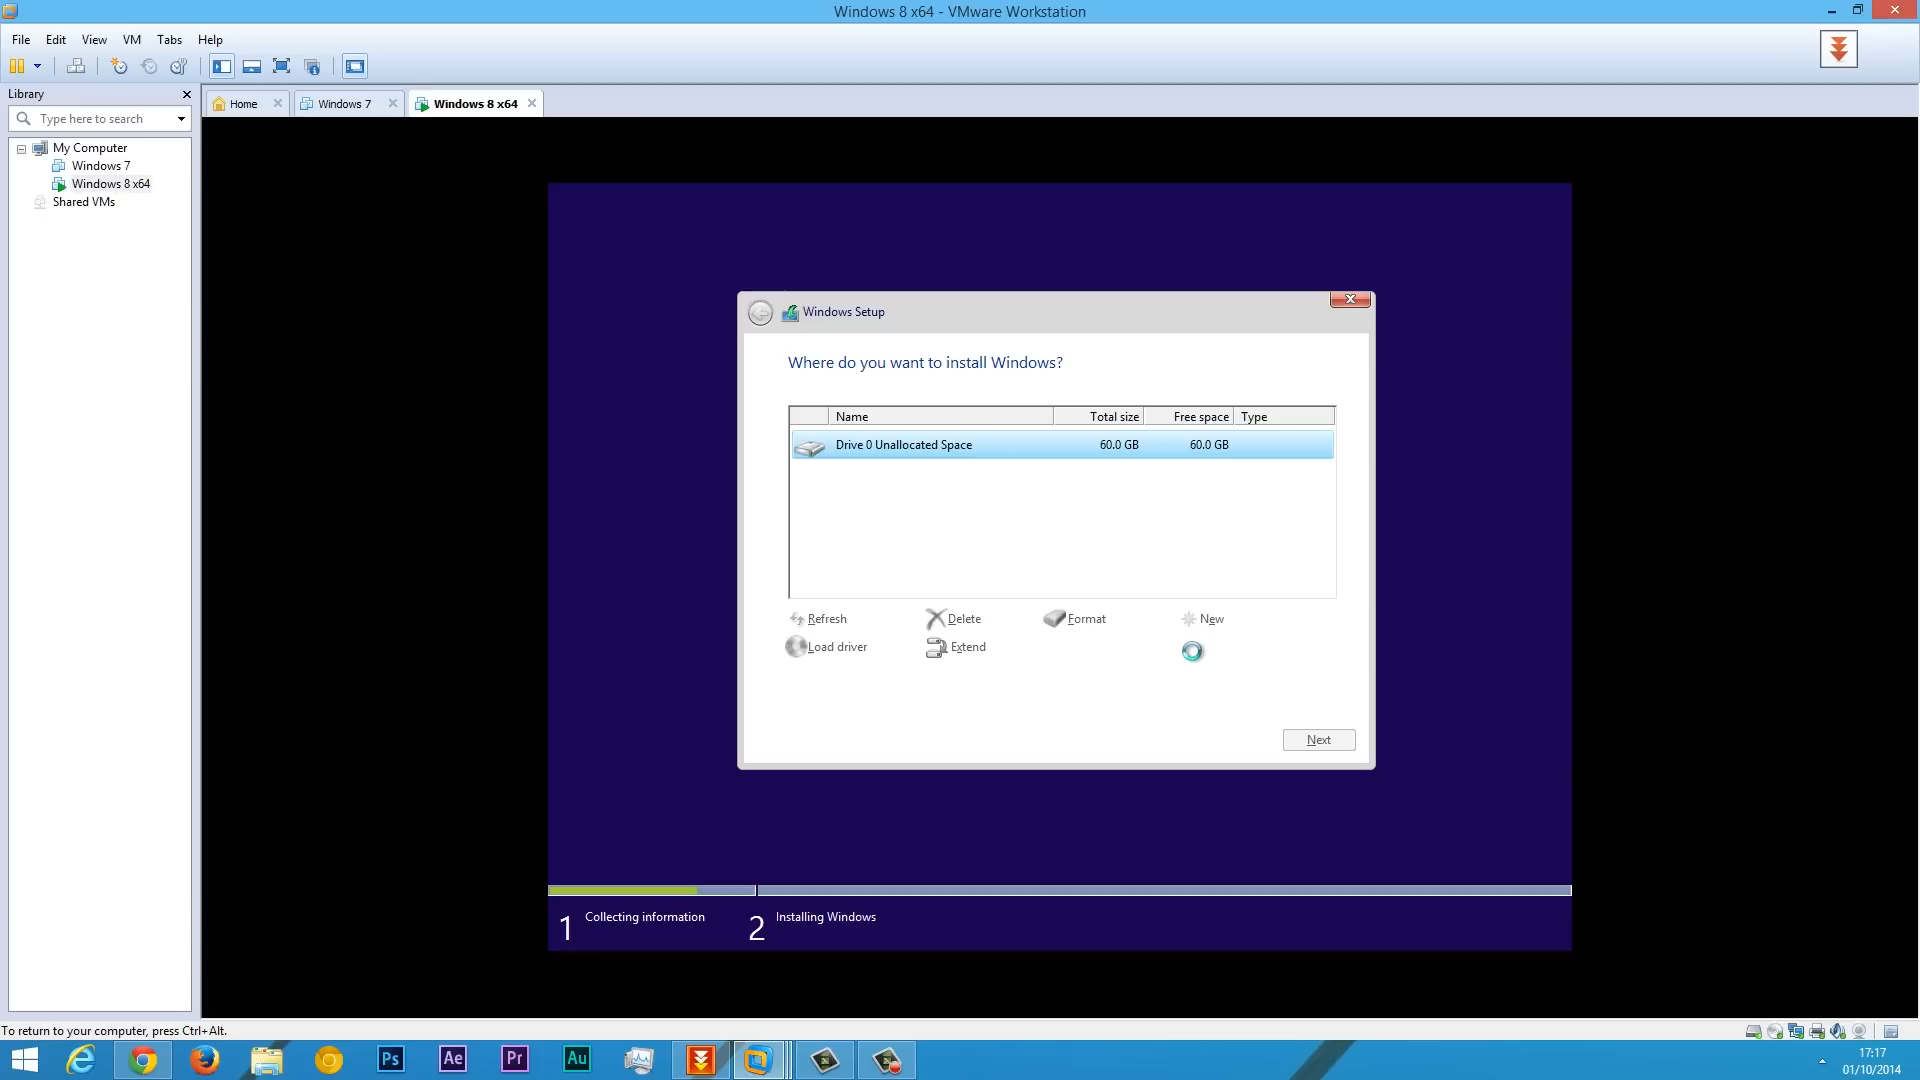 Windows 8 x64 - VMware Workstation
File Edit View VM Tabs Help
Library
Home
Windows 7
Windows 8 x64
Type here to search
My Computer
Windows 7
Windows 8 x64
Shared VMs
Windows Setup
Where do you want to install Windows?
Name Total size Free space Type
Drive 0 Unallocated Space 60.0 GB 60.0 GB
Refresh Delete Format New
Load driver Extend
Next
1 Collecting information 2 Installing Windows
To return to your computer, press Ctrl+Alt.
Ps Ae Pr Au
17:17
01/10/2014